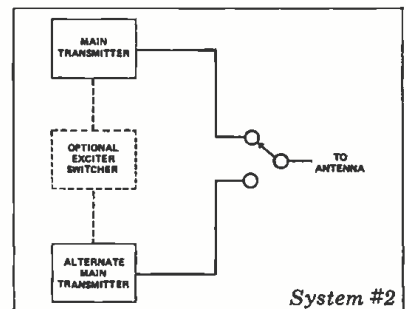 MAIN
TRANSMITTER
OPTIONAL
EXCITER
SWITCHER
TO
ANTENNA
ALTERNATE
MAIN
TRANSMITTER
System #2